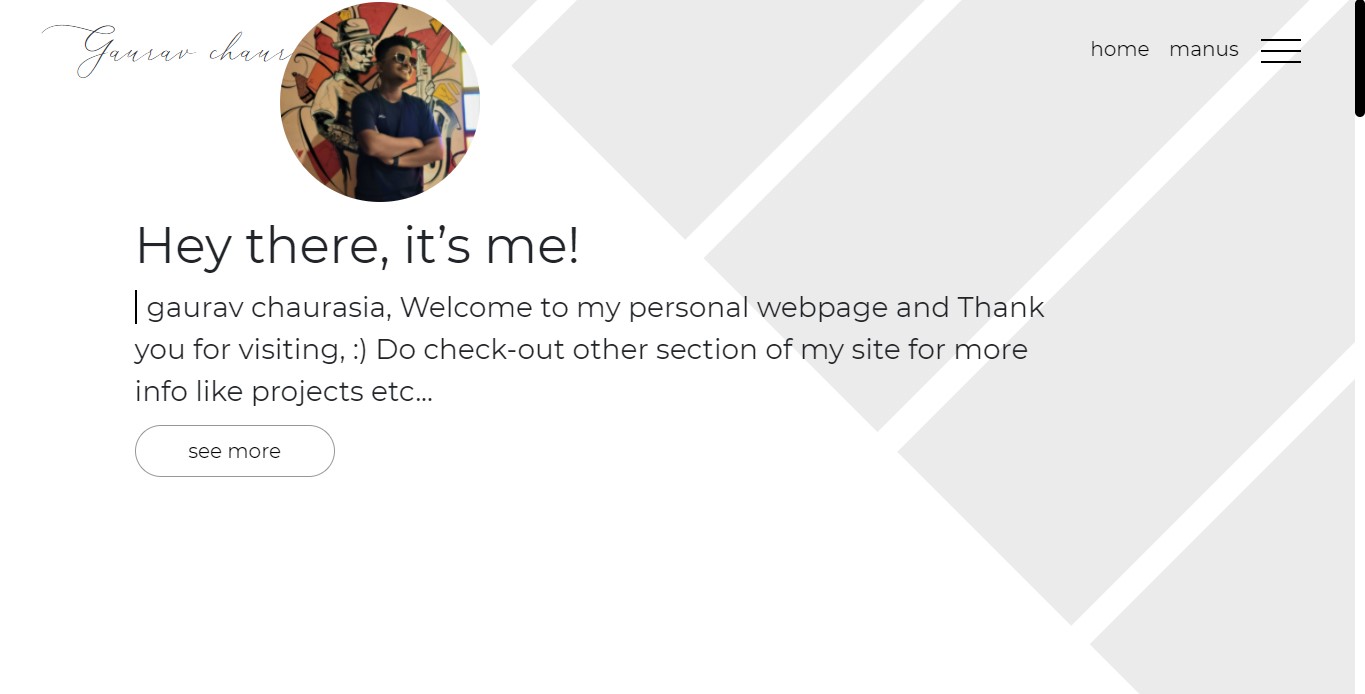 Gaurav chaur
home manus
Hey there, it’s me!
gaurav chaurasia, Welcome to my personal webpage and Thank
you for visiting, :) Do check-out other section of my site for more
info like projects etc...
see more